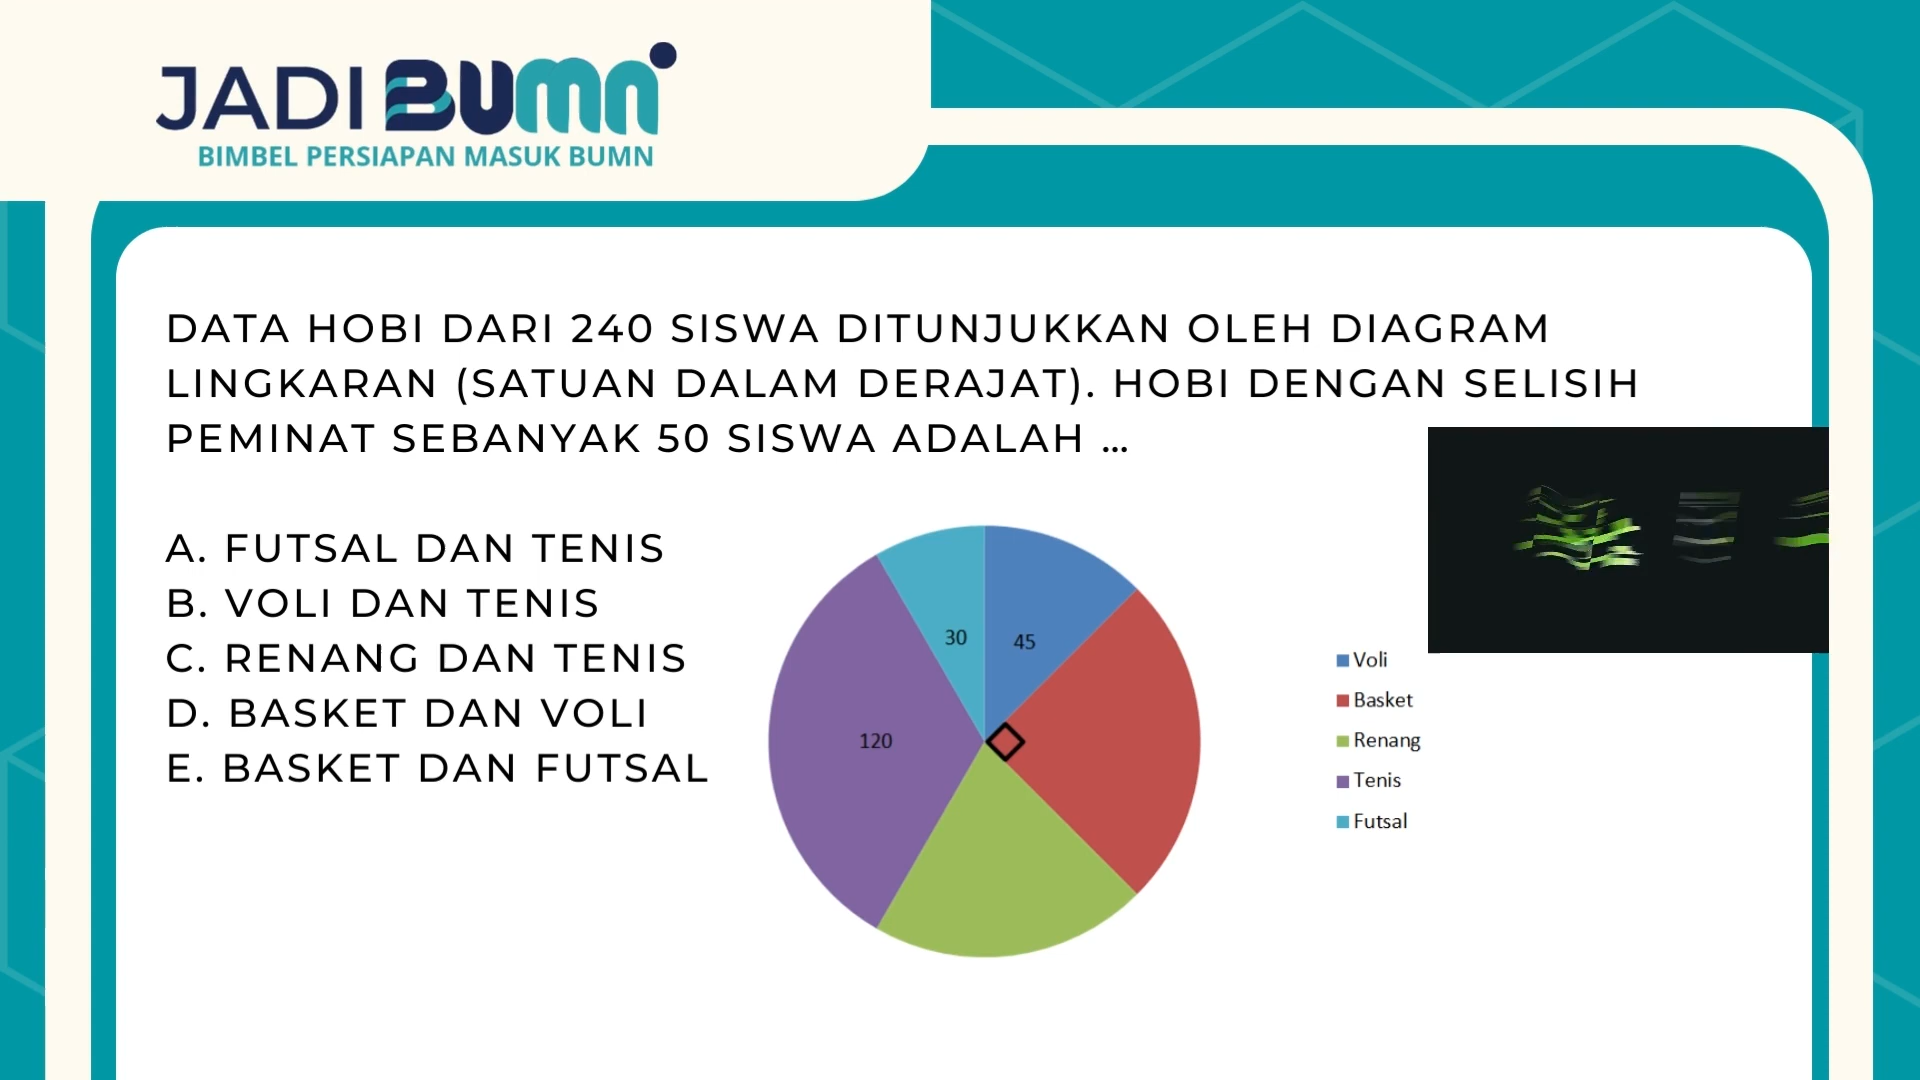 JADI BUMN
BIMBEL PERSIAPAN MASUK BUMN
DATA HOBI DARI 240 SISWA DITUNJUKKAN OLEH DIAGRAM
LINGKARAN (SATUAN DALAM DERAJAT). HOBI DENGAN SELISIH
PEMINAT SEBANYAK 50 SISWA ADALAH ...
A. FUTSAL DAN TENIS
B. VOLI DAN TENIS
C. RENANG DAN TENIS
D. BASKET DAN VOLI
E. BASKET DAN FUTSAL
30
45
120
Voli
Basket
Renang
Tenis
Futsal